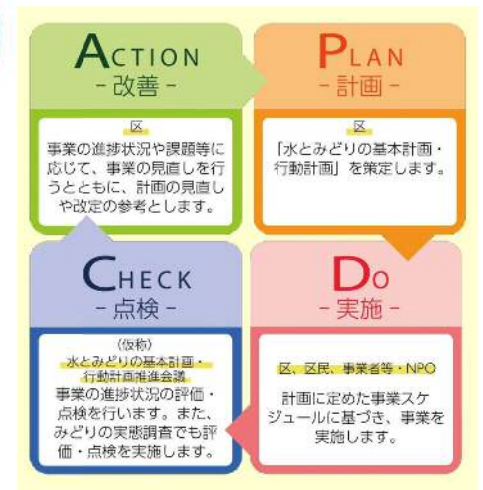 ACTION
- 改善 -
区
事業の進捗状況や課題等に
応じて、事業の見直しを行
うとともに、計画の見直し
や改定の参考とします。
PLAN
- 計画 -
区
「水とみどりの基本計画・
行動計画」を策定します。
CHECK
- 点検 -
（仮称）
水とみどりの基本計画・
行動計画推進会議
事業の進捗状況の評価・
点検を行います。また、
みどりの実態調査でも評
価・点検を実施します。
DO
- 実施 -
区、区民、事業者等・NPO
計画に定めた事業スケ
ジュールに基づき、事業を
実施します。